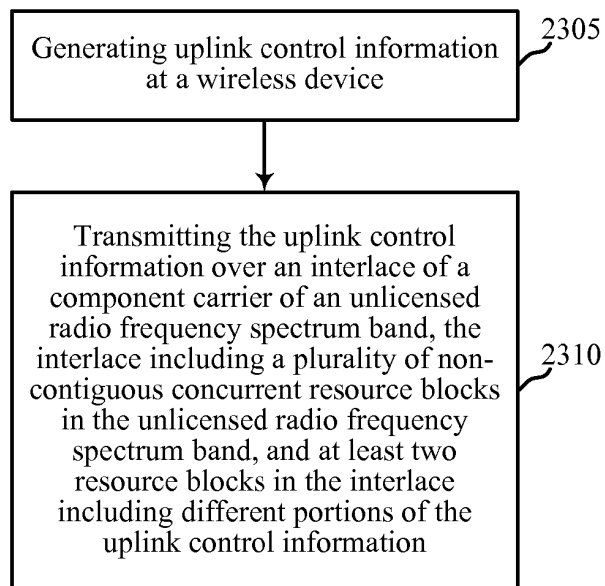 Generating uplink control information
at a wireless device
2305
Transmitting the uplink control
information over an interlace of a
component carrier of an unlicensed
radio frequency spectrum band, the
interlace including a plurality of non-
contiguous concurrent resource blocks
in the unlicensed radio frequency
spectrum band, and at least two
resource blocks in the interlace
including different portions of the
uplink control information
2310